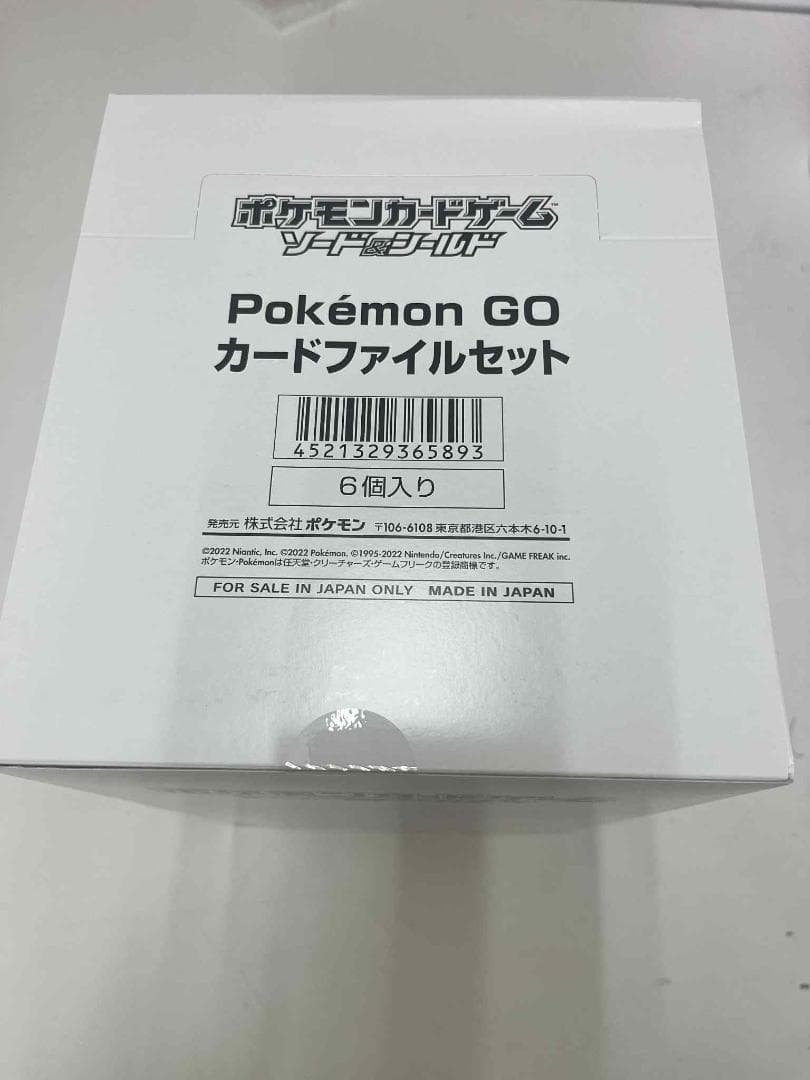 ポケモンカードゲーム™
ソード&シールド
Pokémon GO
カードファイルセット
4521329365893
6個入り
発売元 株式会社 ポケモン 〒106-6108 東京都港区六本木6-10-1
©2022 Niantic, Inc. ©2022 Pokémon. ©1995-2022 Nintendo/Creatures Inc./GAME FREAK inc.
ポケモン・Pokémonは任天堂・クリーチャーズ・ゲームフリークの登録商標です。
FOR SALE IN JAPAN ONLY MADE IN JAPAN